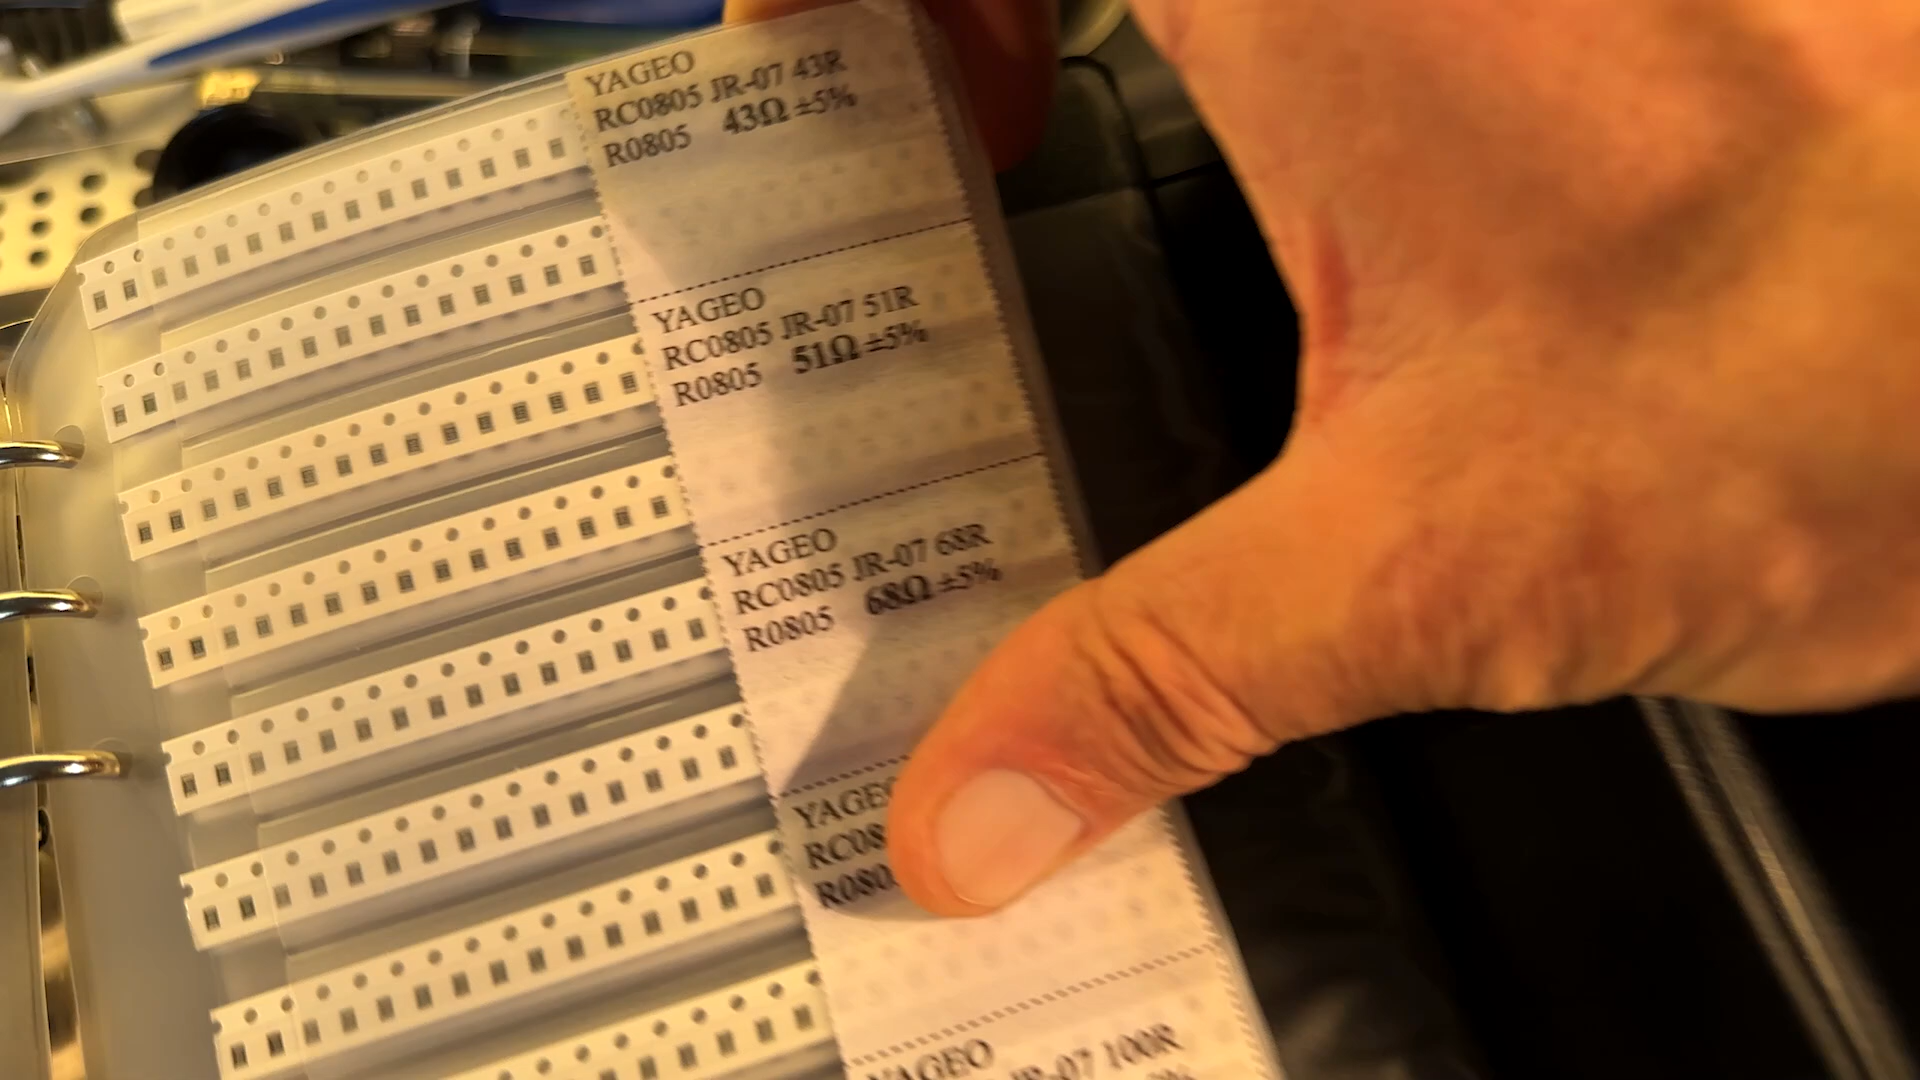 YAGEO
RC0805 JR-07 43R
R0805 43Ω ±5%
YAGEO
RC0805 JR-07 51R
R0805 51Ω ±5%
YAGEO
RC0805 JR-07 68R
R0805 68Ω ±5%
YAGEO
YAGEO
JR-07 100R